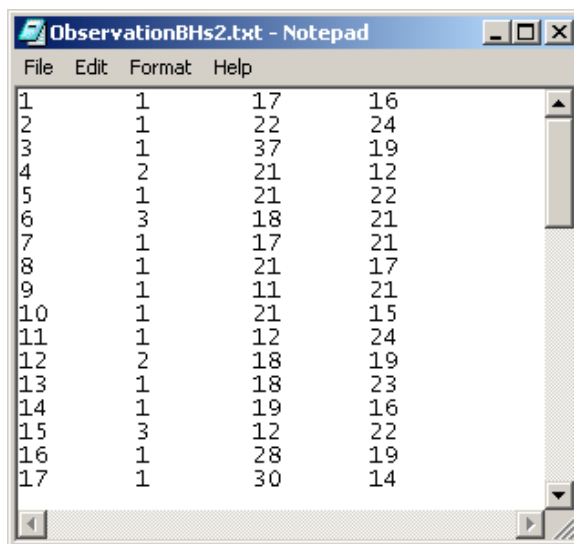 ObservationBHs2.txt - Notepad
File Edit Format Help
1 1 17 16
2 1 22 24
3 1 37 19
4 2 21 12
5 1 21 22
6 3 18 21
7 1 17 21
8 1 21 17
9 1 11 21
10 1 21 15
11 1 12 24
12 2 18 19
13 1 18 23
14 1 19 16
15 3 12 22
16 1 28 19
17 1 30 14